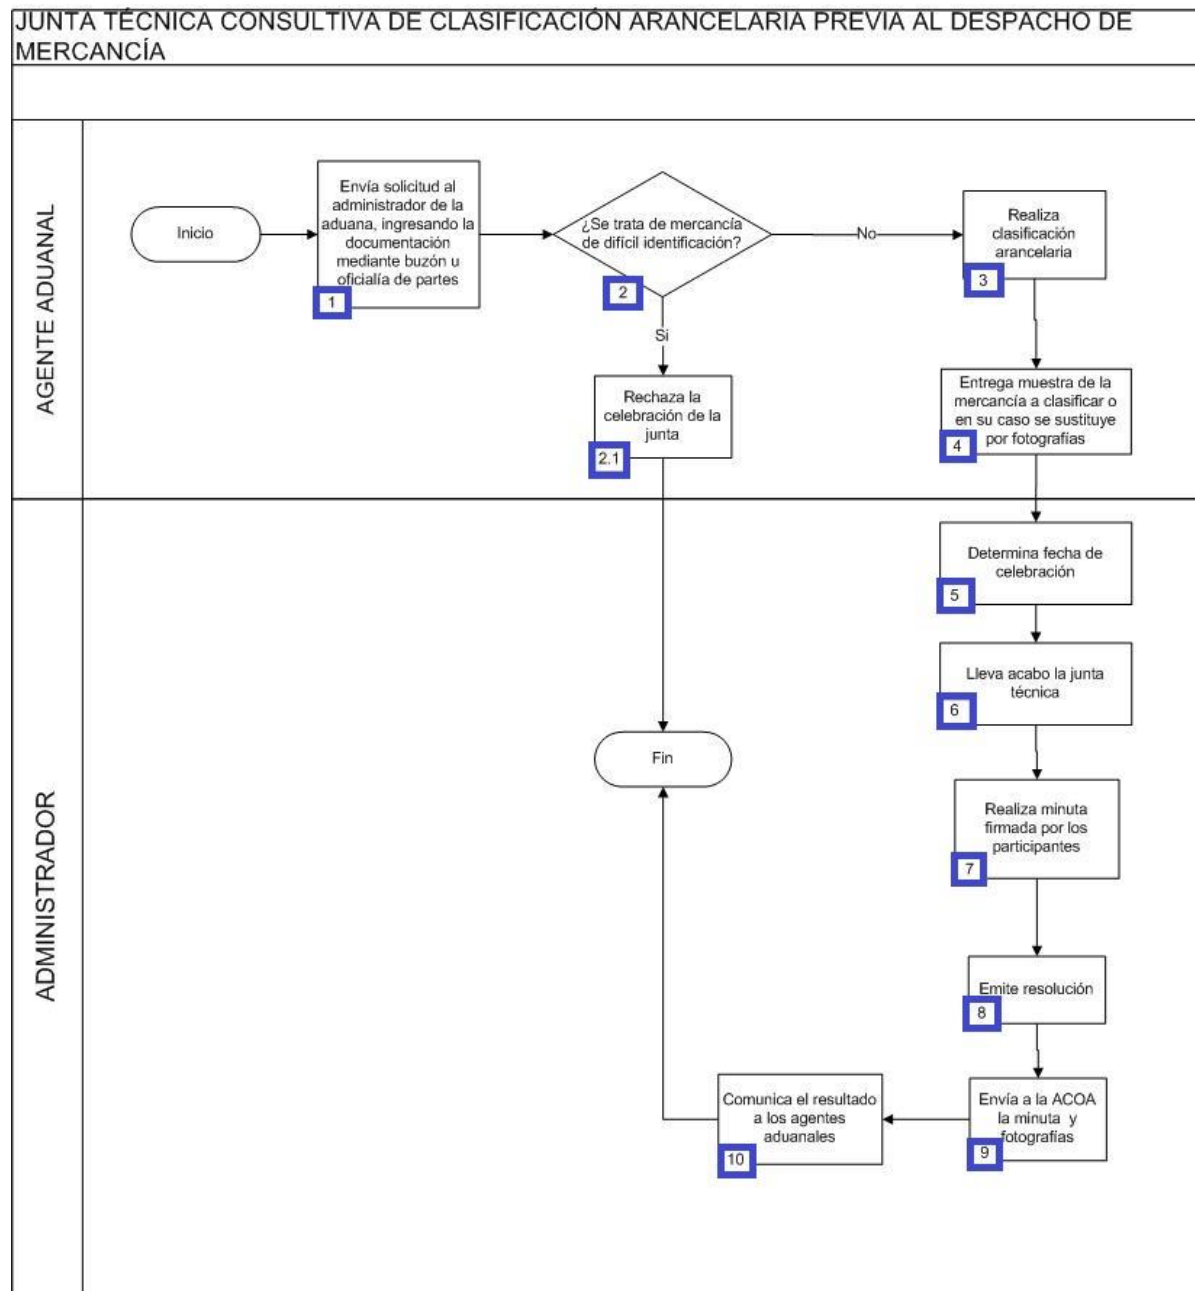 JUNTA TÉCNICA CONSULTIVA DE CLASIFICACIÓN ARANCELARIA PREVIA AL DESPACHO DE
MERCANCÍA
AGENTE ADUANAL
Inicio
Envía solicitud al
administrador de la
aduana, ingresando la
documentación
mediante buzón u
oficialía de partes
1
¿Se trata de mercancía
de difícil identificación?
2
No
Realiza
clasificación
arancelaria
3
Si
Rechaza la
celebración de la
junta
2.1
Entrega muestra de la
mercancía a clasificar o
en su caso se sustituye
por fotografías
4
ADMINISTRADOR
Determina fecha de
celebración
5
Lleva acabo la junta
técnica
6
Fin
Realiza minuta
firmada por los
participantes
7
Emite resolución
8
Envía a la ACOA
la minuta y
fotografías
9
Comunica el resultado
a los agentes
aduanales
10